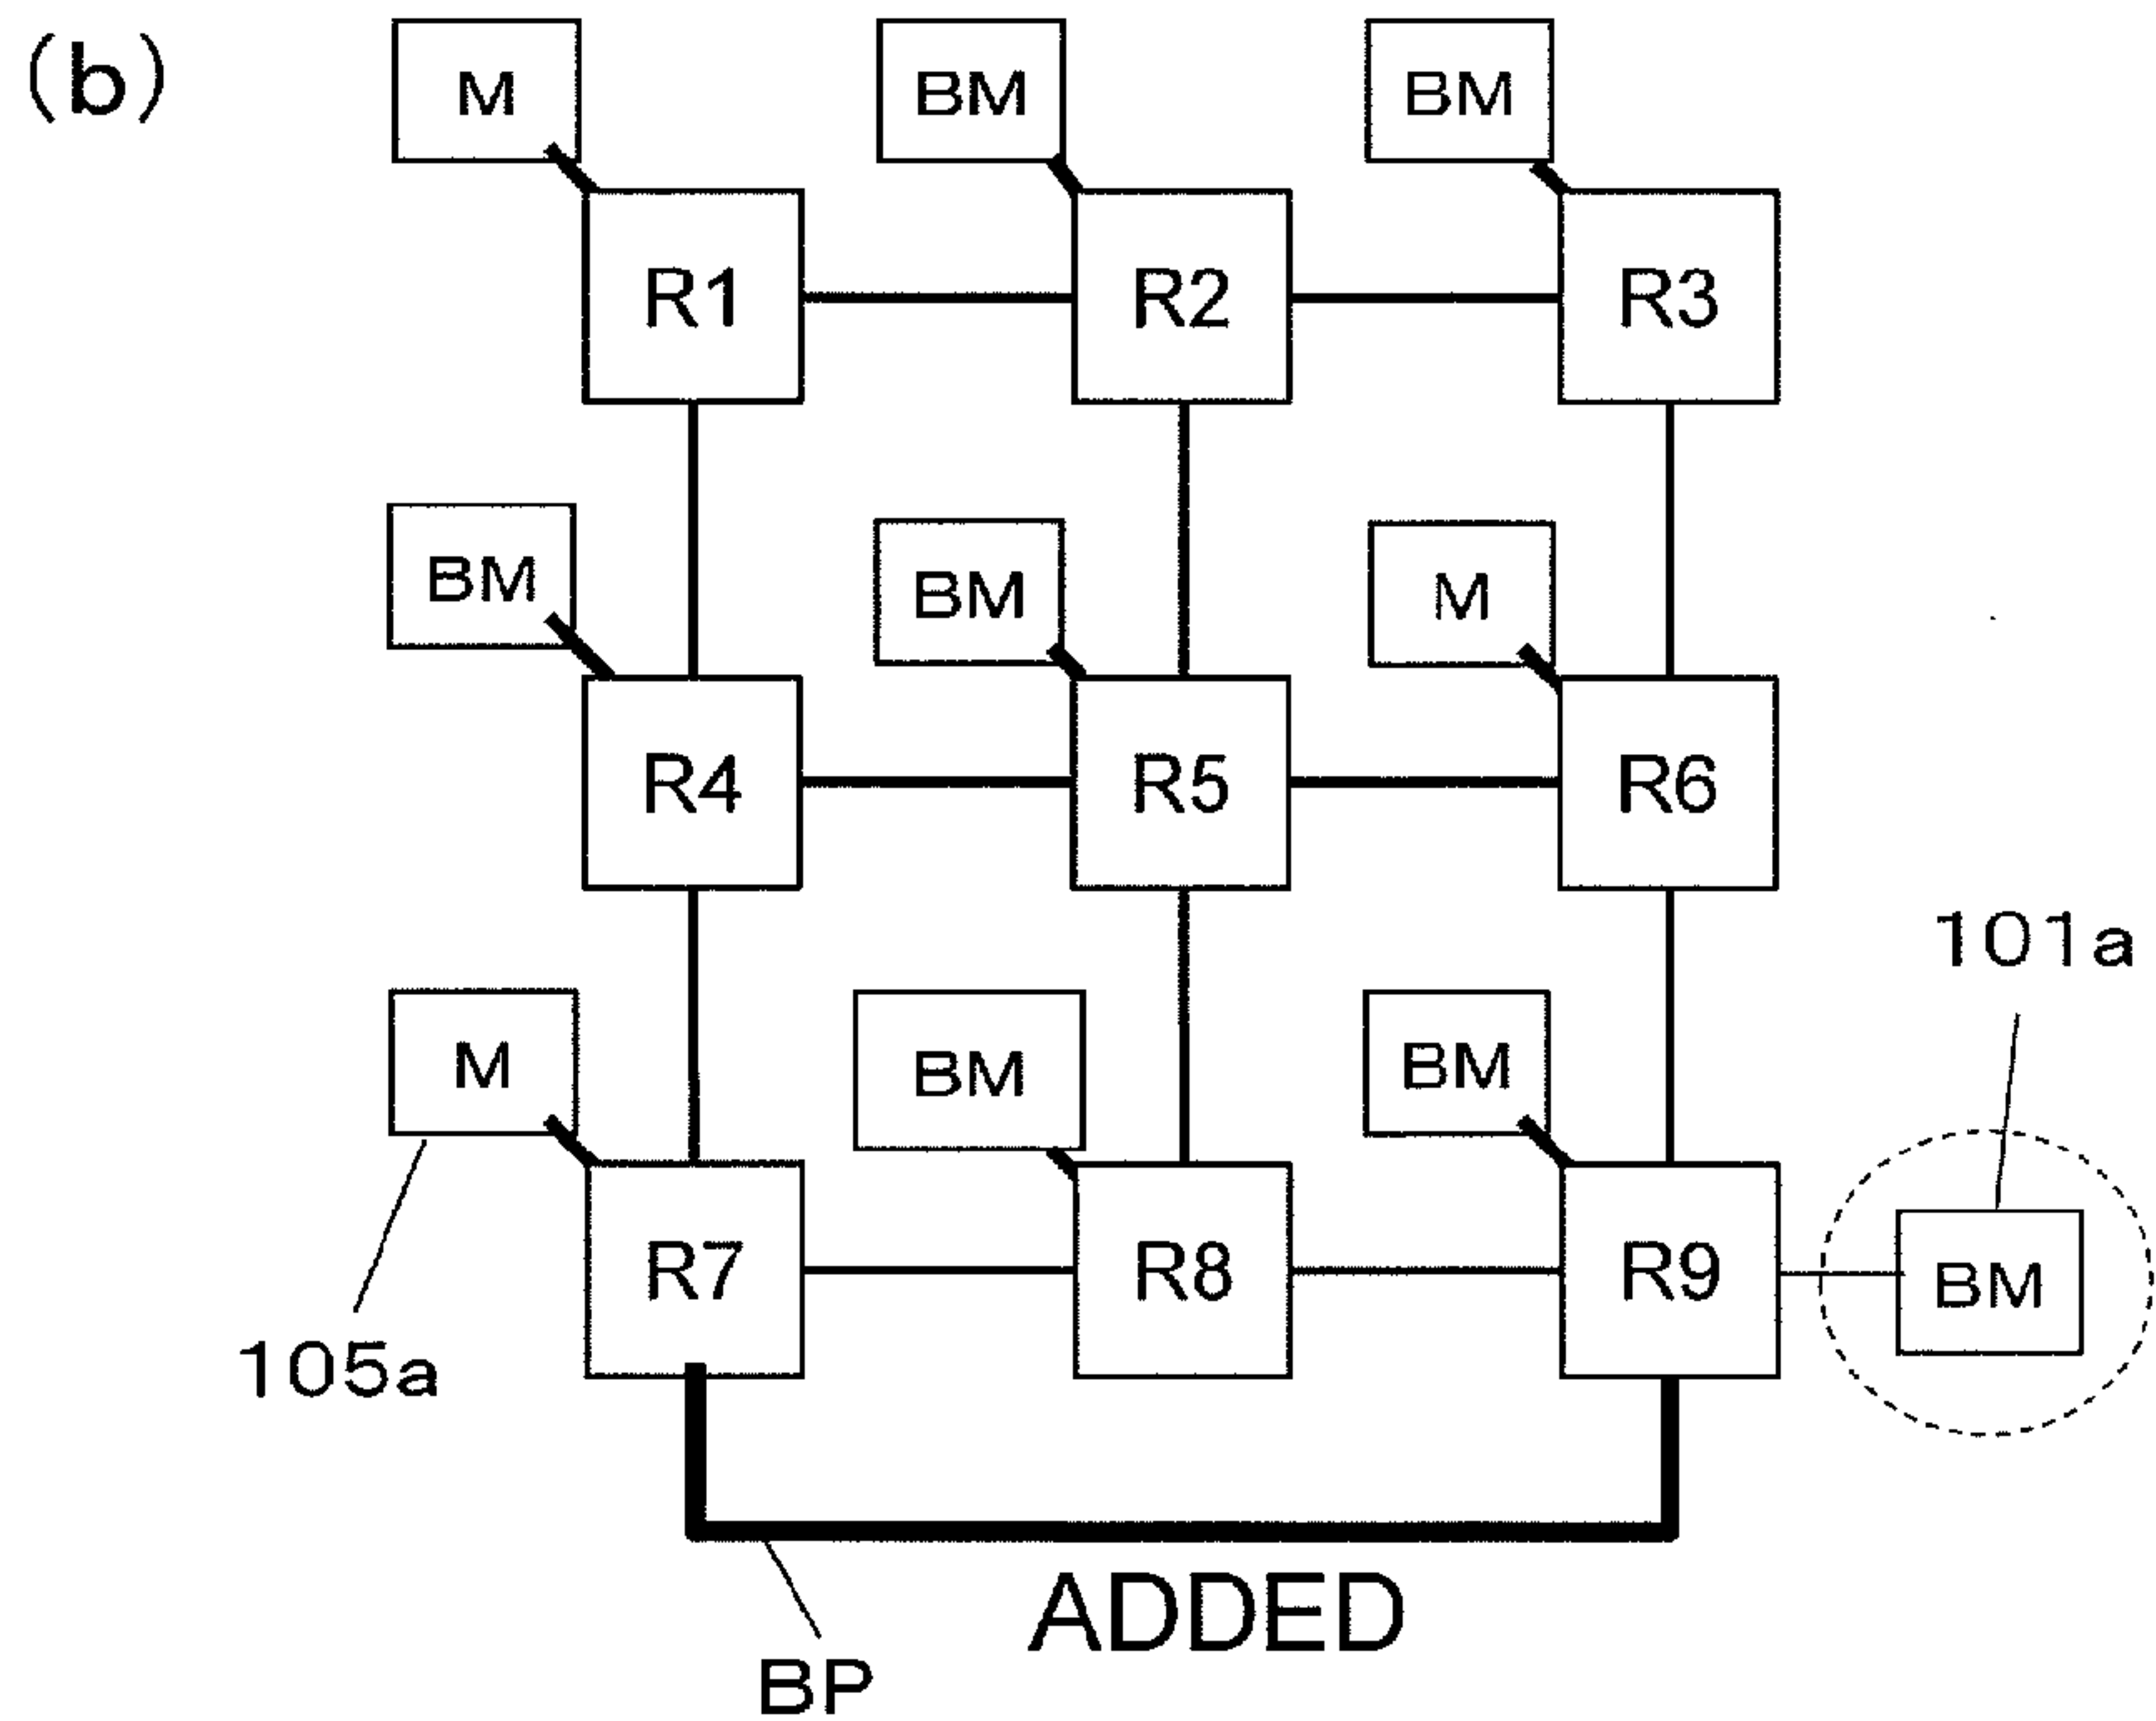 (b)
M BM BM
R1 R2 R3
BM BM M
R4 R5 R6
101a
M BM BM
R7 R8 R9 BM
105a
ADDED
BP